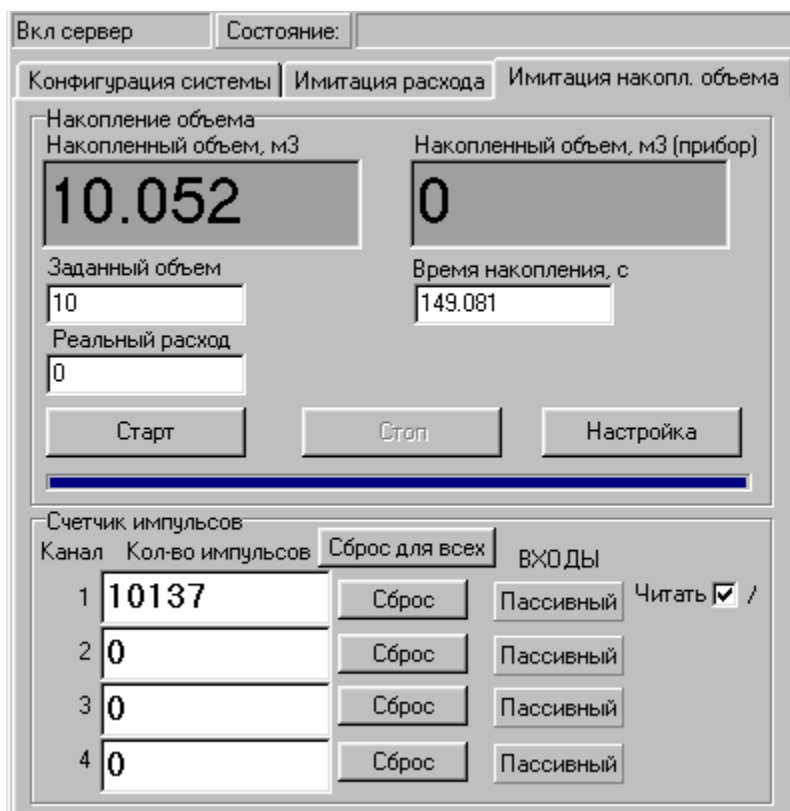 Вкл сервер Состояние:
Конфигурация системы Имитация расхода Имитация накопл. объема
Накопление объема
Накопленный объем, м3 Накопленный объем, м3 (прибор)
10.052 0
Заданный объем Время накопления, с
10 149.081
Реальный расход
0
Старт Стоп Настройка
Счетчик импульсов
Канал Кол-во импульсов Сброс для всех ВХОДЫ
1 10137 Сброс Пассивный Читать /
2 0 Сброс Пассивный
3 0 Сброс Пассивный
4 0 Сброс Пассивный